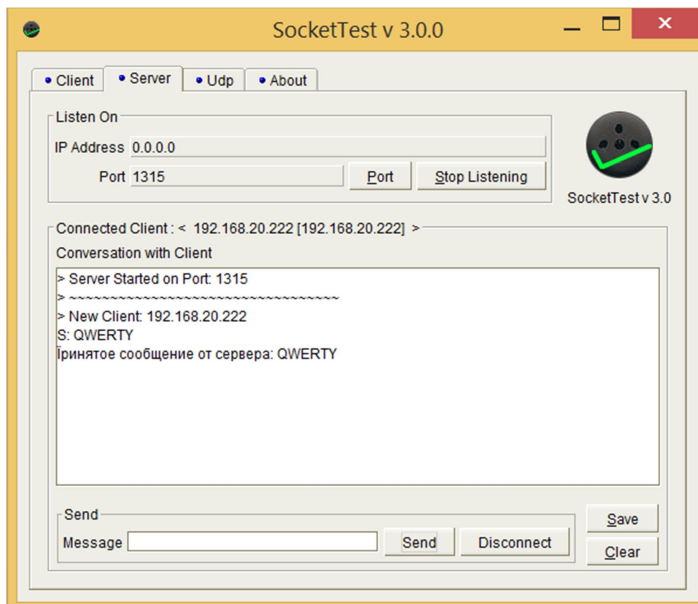 SocketTest v 3.0.0
Client
Server
Udp
About
Listen On
IP Address 0.0.0.0
Port 1315 Port Stop Listening
SocketTest v 3.0
Connected Client : < 192.168.20.222 [192.168.20.222] >
Conversation with Client
> Server Started on Port: 1315
> ~~~~~~~~~~~~~~~~~~~~~~~~~~~~~~~~~
> New Client: 192.168.20.222
S: QWERTY
Їринятое сообщение от сервера: QWERTY
Send
Message Send Disconnect
Save
Clear